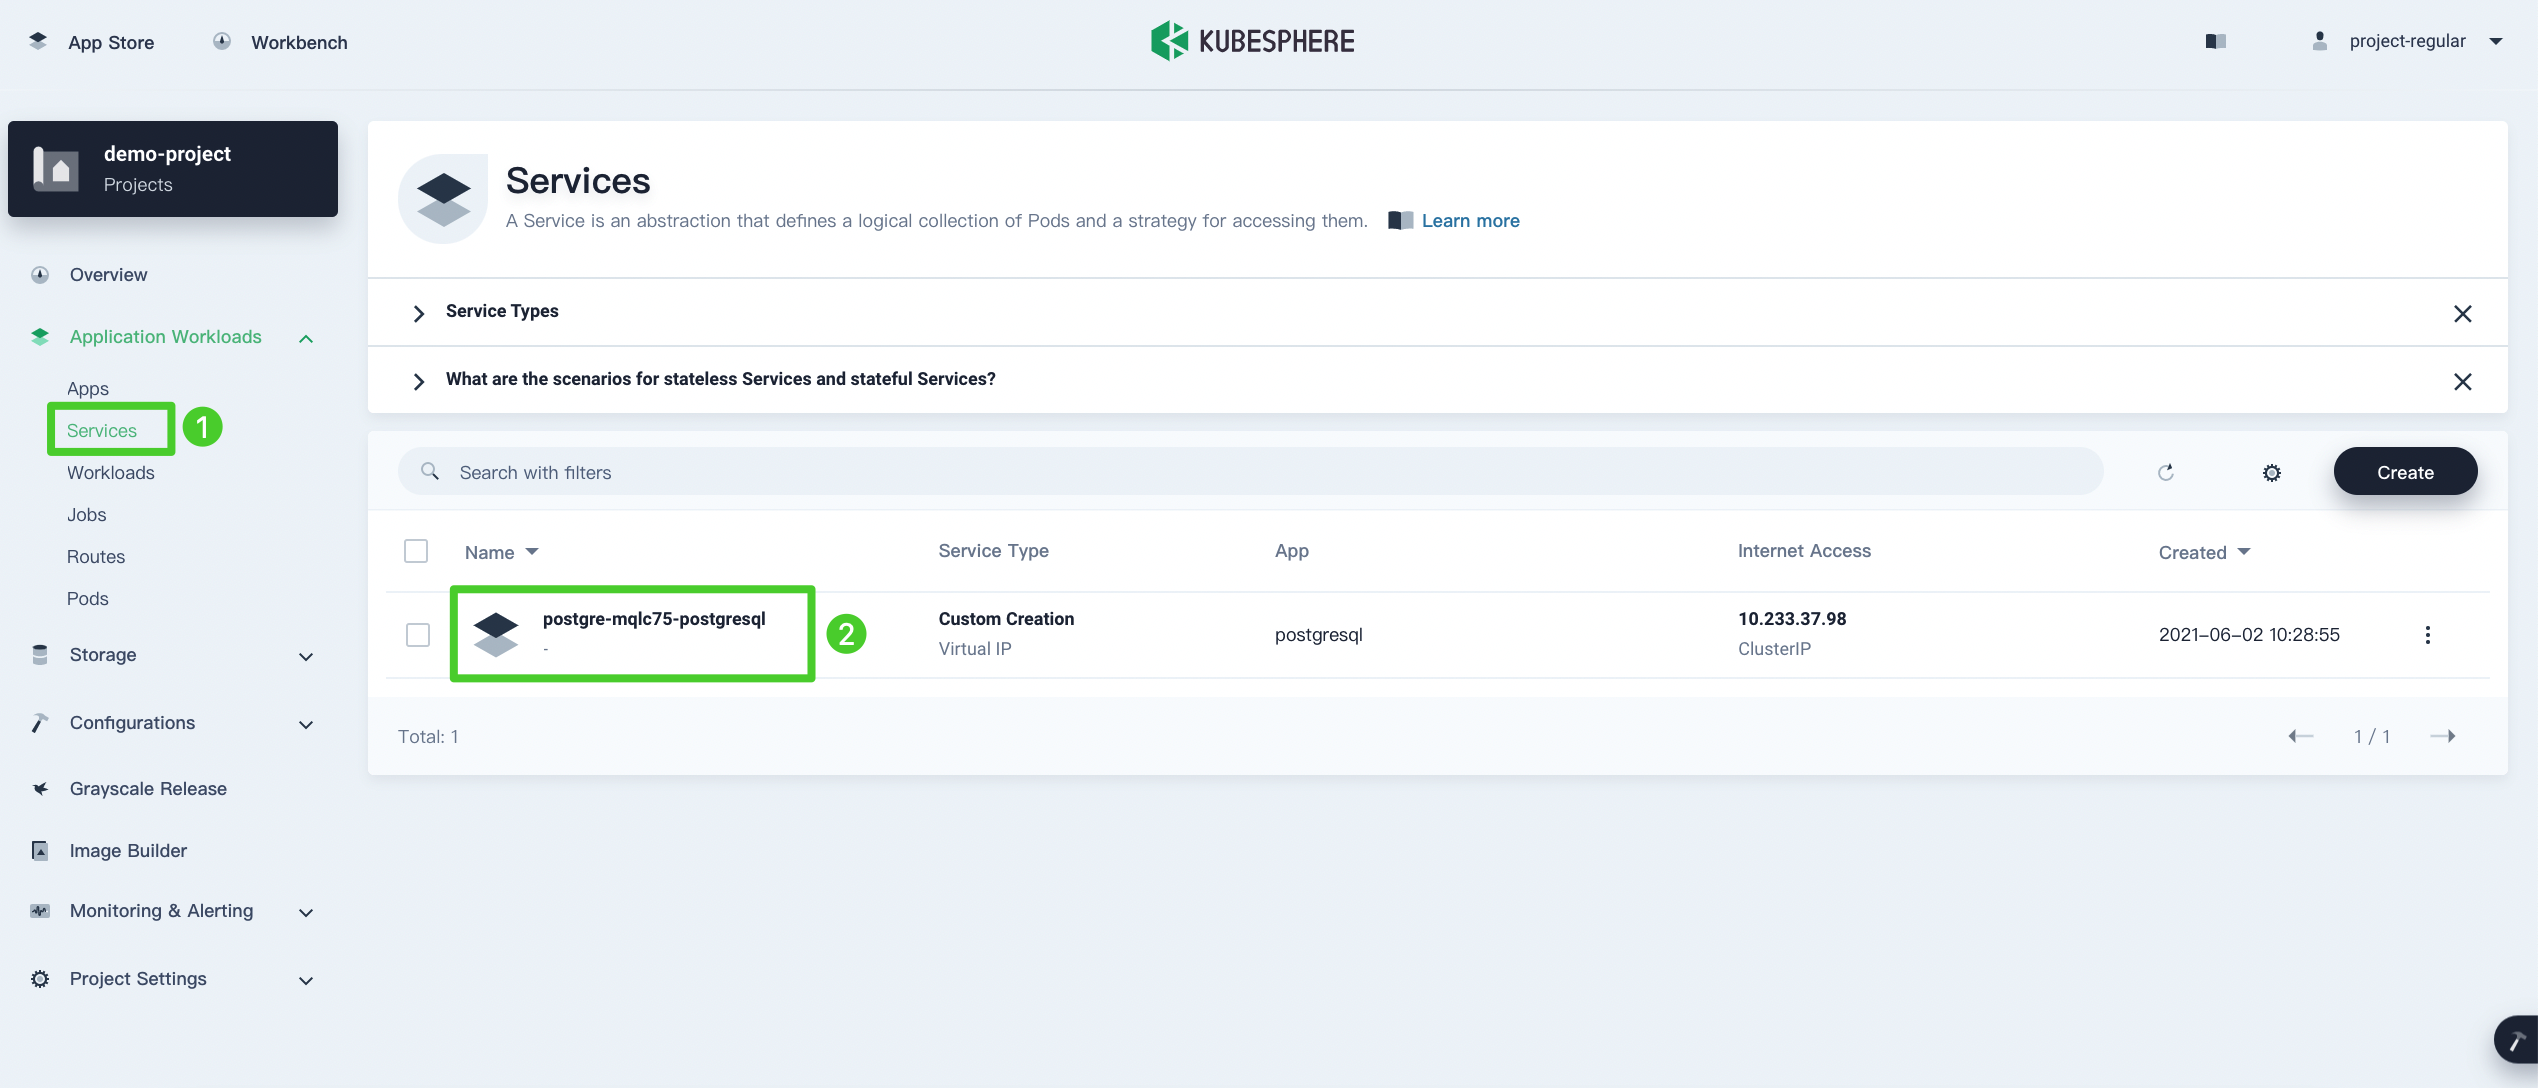 App Store
Workbench
KUBESPHERE
project-regular
demo-project
Projects
Overview
Application Workloads
Apps
Services
1
Workloads
Jobs
Routes
Pods
Storage
Configurations
Grayscale Release
Image Builder
Monitoring & Alerting
Project Settings
Services
A Service is an abstraction that defines a logical collection of Pods and a strategy for accessing them.
Learn more
Service Types
What are the scenarios for stateless Services and stateful Services?
Search with filters
Create
Name
Service Type
App
Internet Access
Created
postgre-mqlc75-postgresql
-
2
Custom Creation
Virtual IP
postgresql
10.233.37.98
ClusterIP
2021-06-02 10:28:55
Total: 1
1 / 1